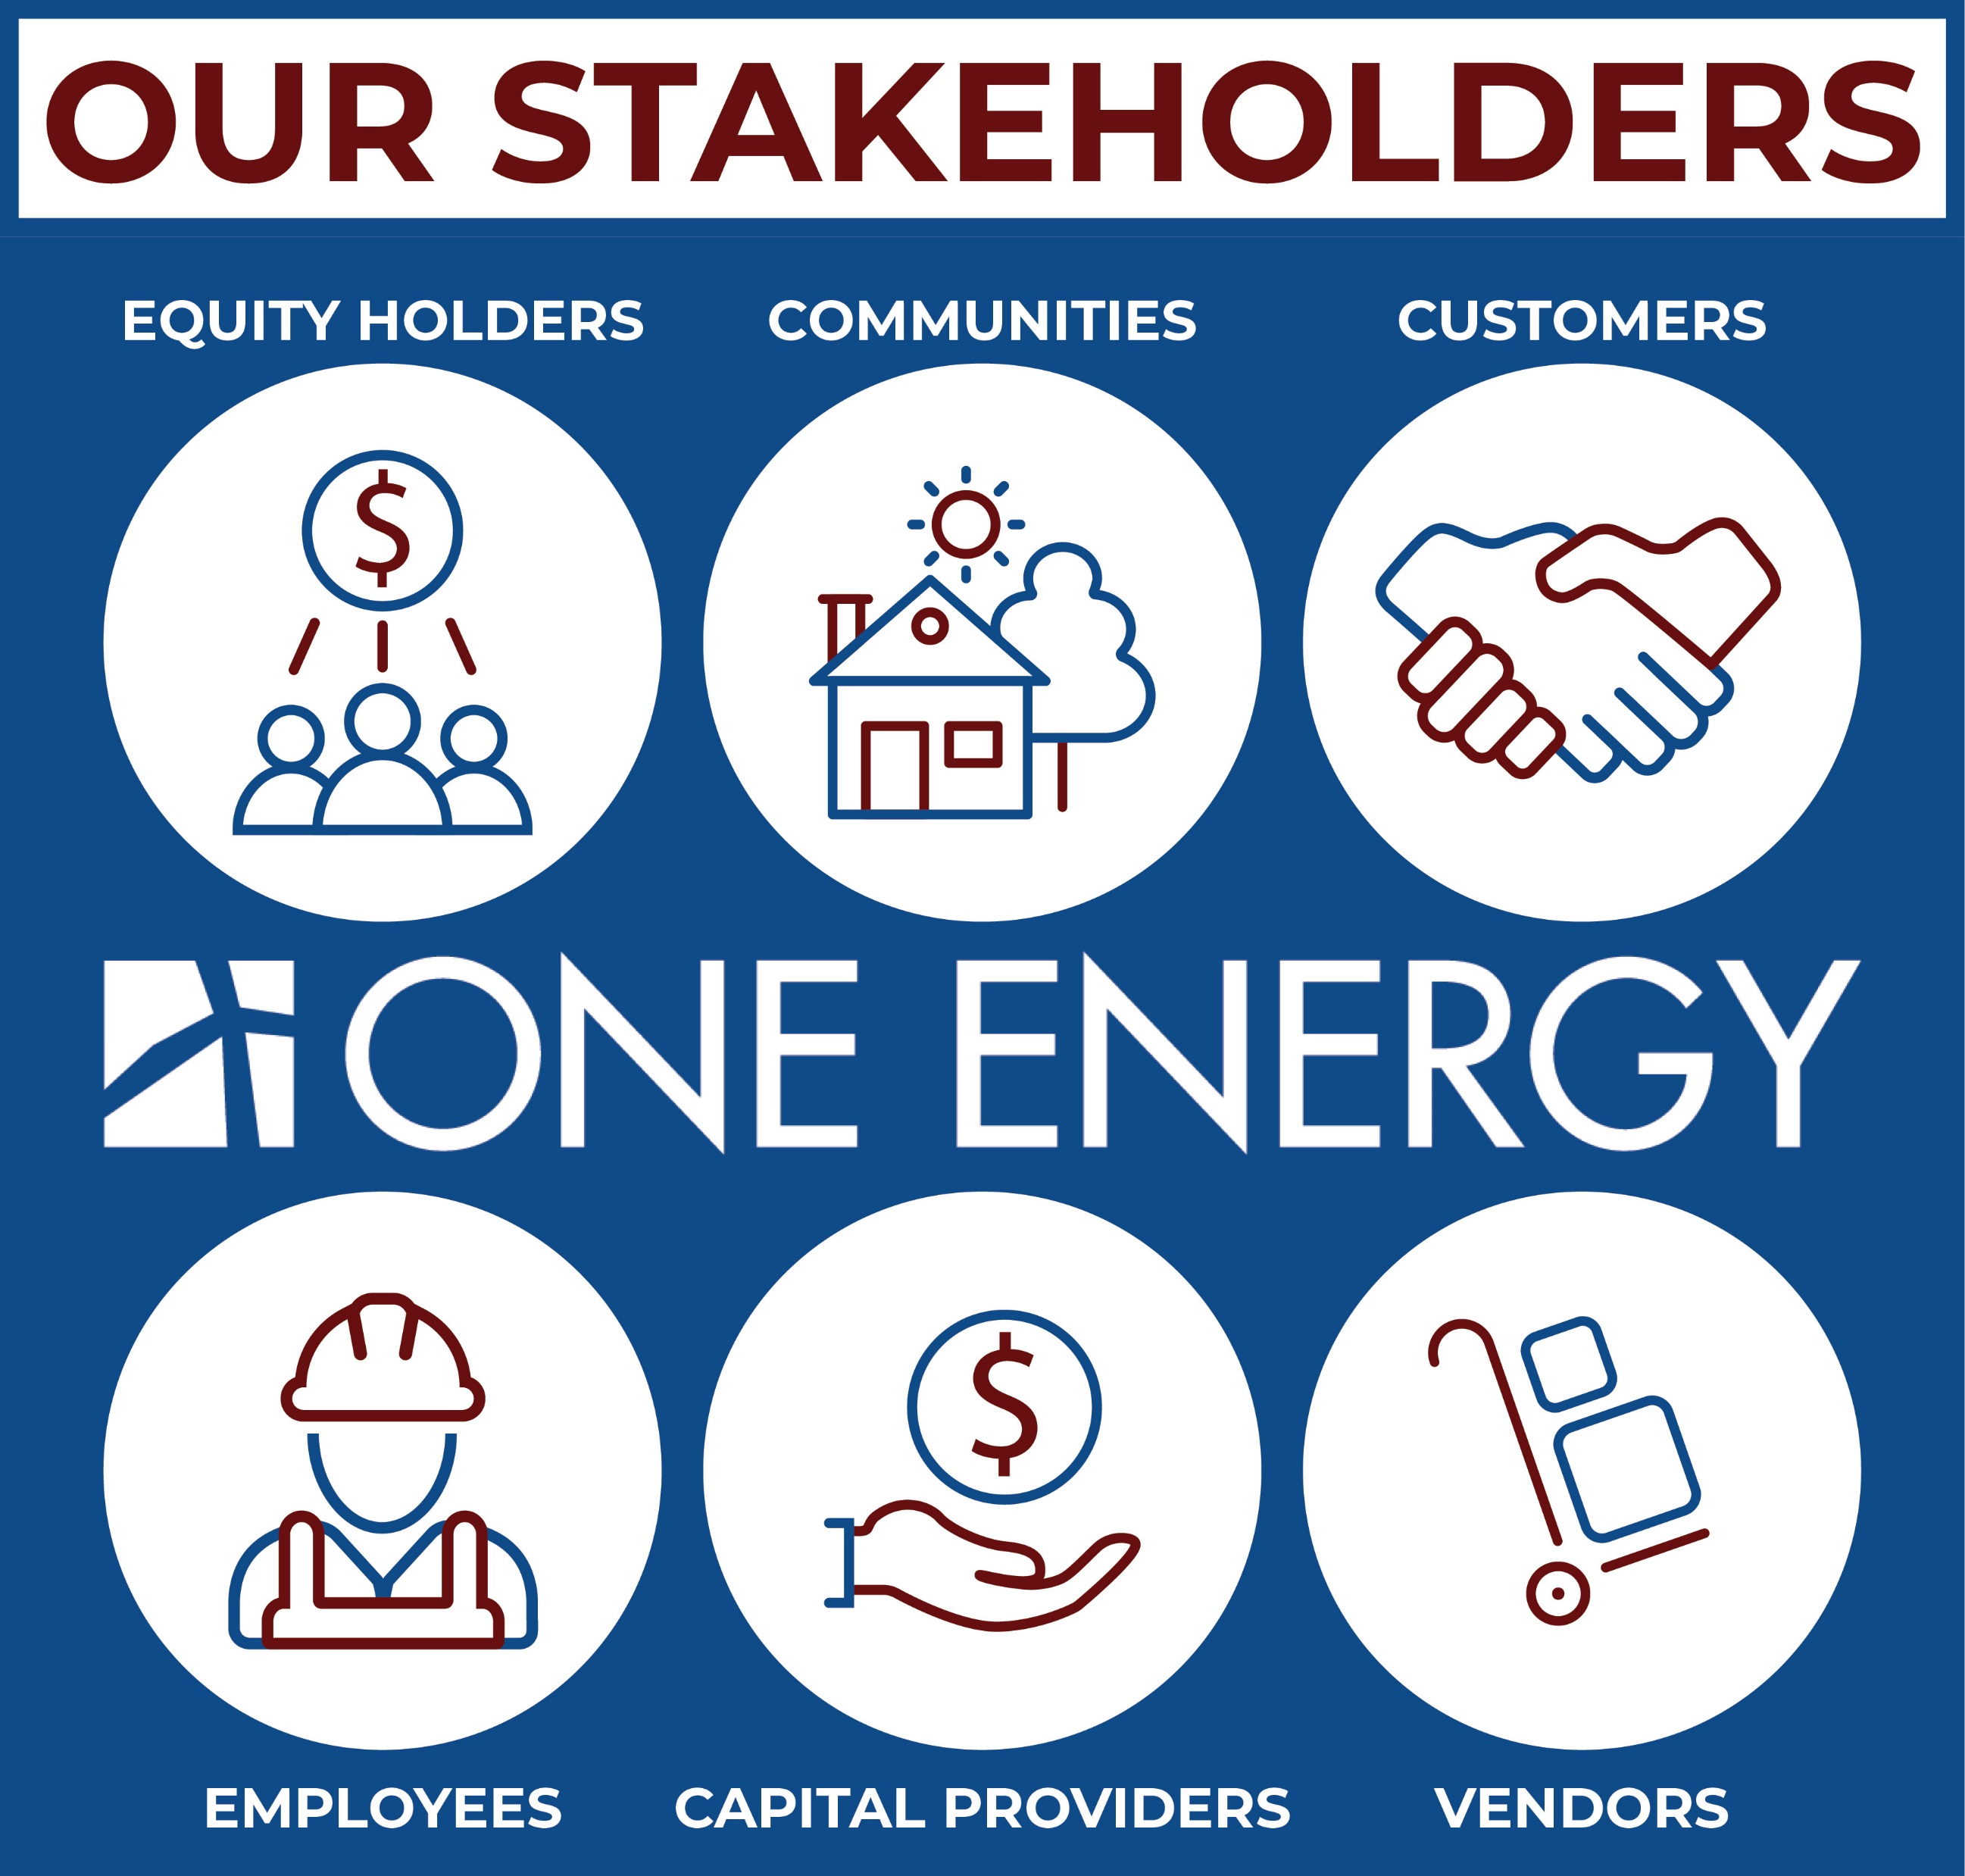 OUR STAKEHOLDERS
EQUITY HOLDERS
COMMUNITIES
CUSTOMERS
$
ONE ENERGY
$
EMPLOYEES
CAPITAL PROVIDERS
VENDORS